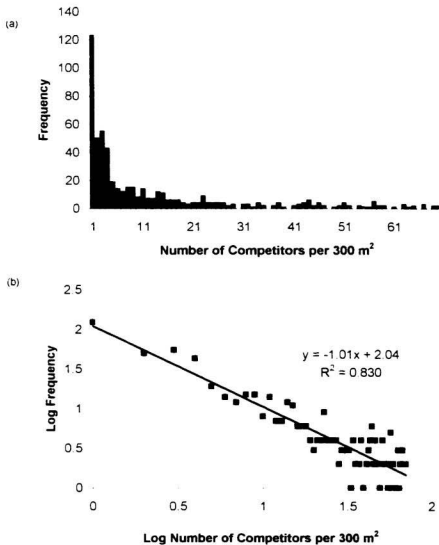 (a)
140
120
100
80
60
40
20
0
Frequency
1 11 21 31 41 51 61
Number of Competitors per 300 m²
(b)
2.5
2
1.5
1
0.5
0
Log Frequency
y = -1.01x + 2.04
R² = 0.830
0 0.5 1 1.5 2
Log Number of Competitors per 300 m²